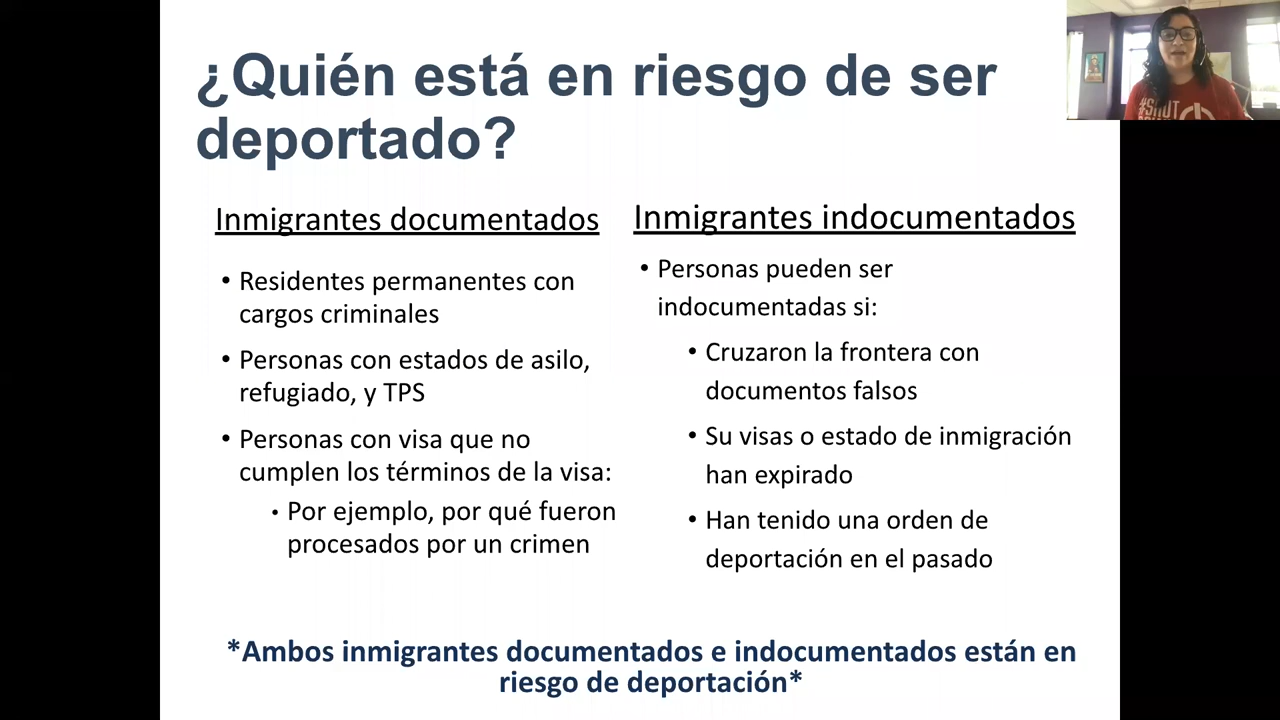 ¿Quién está en riesgo de ser
deportado?
Inmigrantes documentados
• Residentes permanentes con
cargos criminales
• Personas con estados de asilo,
refugiado, y TPS
• Personas con visa que no
cumplen los términos de la visa:
• Por ejemplo, por qué fueron
procesados por un crimen
Inmigrantes indocumentados
• Personas pueden ser
indocumentadas si:
• Cruzaron la frontera con
documentos falsos
• Su visas o estado de inmigración
han expirado
• Han tenido una orden de
deportación en el pasado
*Ambos inmigrantes documentados e indocumentados están en
riesgo de deportación*
#SHUT